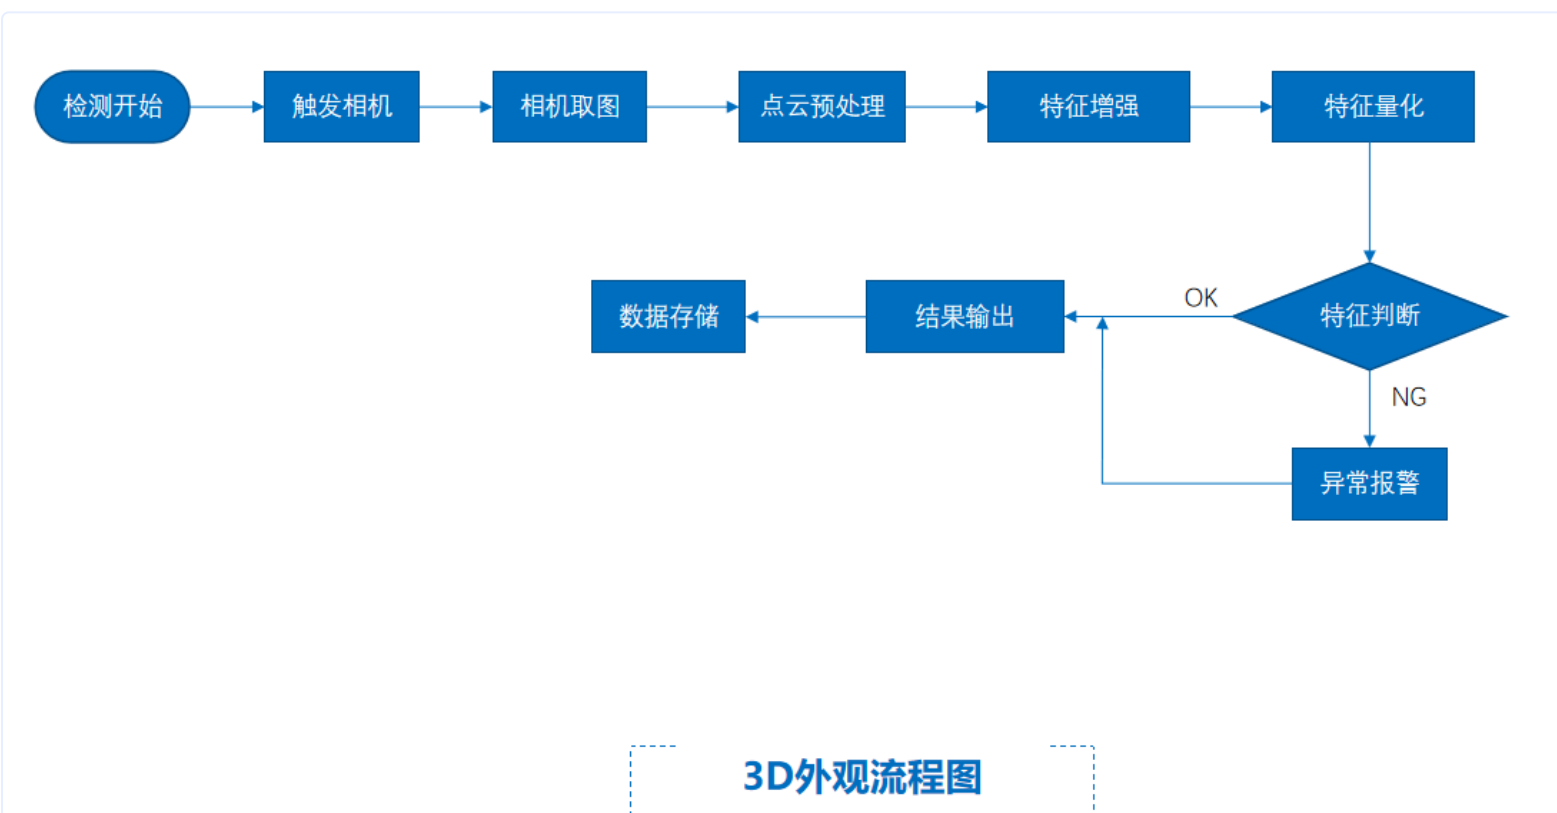 检测开始
触发相机
相机取图
点云预处理
特征增强
特征量化
特征判断
OK
结果输出
数据存储
NG
异常报警
3D外观流程图